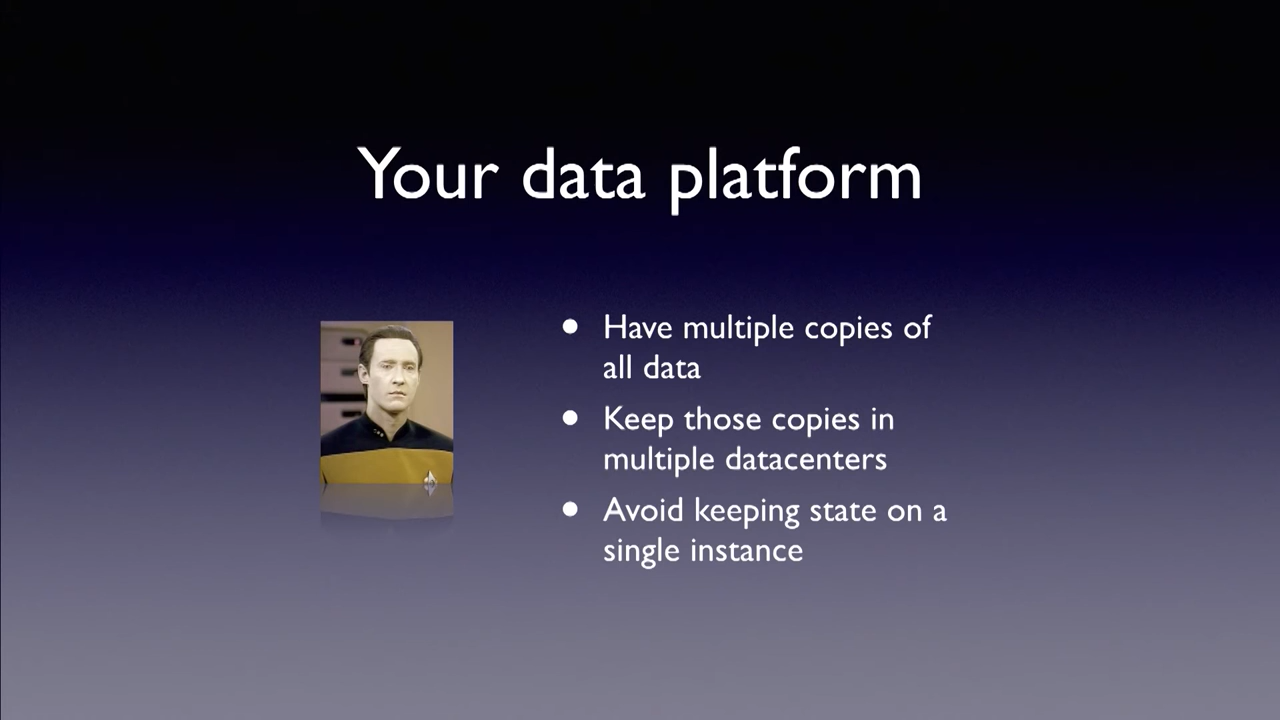 Your data platform
• Have multiple copies of
all data
• Keep those copies in
multiple datacenters
• Avoid keeping state on a
single instance